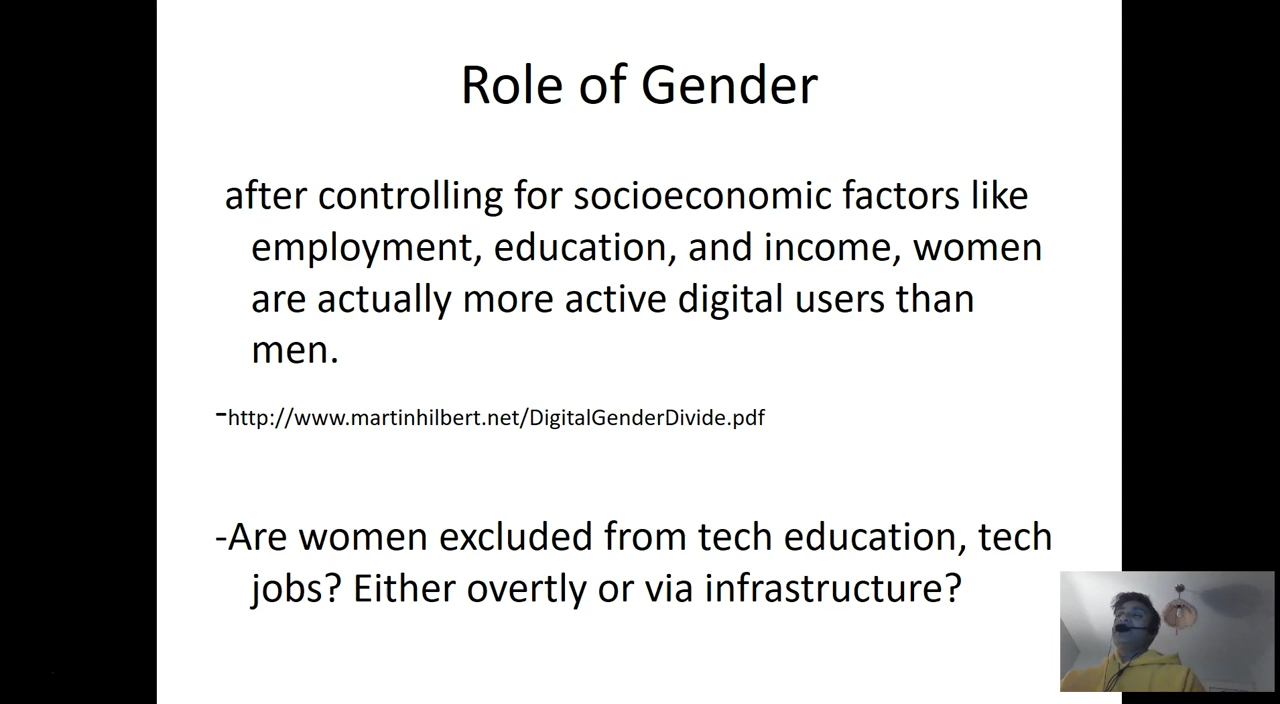 Role of Gender
after controlling for socioeconomic factors like
employment, education, and income, women
are actually more active digital users than
men.
-http://www.martinhilbert.net/DigitalGenderDivide.pdf
-Are women excluded from tech education, tech
jobs? Either overtly or via infrastructure?